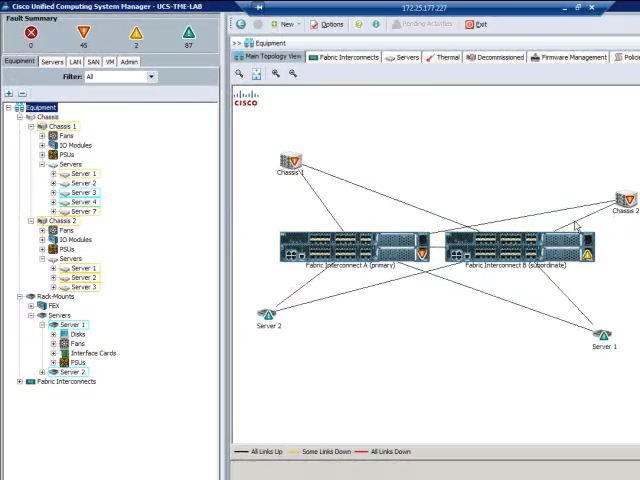 Cisco Unified Computing System Manager - UCS-TME-LAB
172.25.177.227
Fault Summary
0 45 2 87
New Options Pending Activities Exit
Equipment Servers LAN SAN VM Admin
>> Equipment
Main Topology View Fabric Interconnects Servers Thermal Decommissioned Firmware Management Policie
Filter: All
Equipment
Chassis
Chassis 1
Fans
IO Modules
PSUs
Servers
Server 1
Server 2
Server 3
Server 4
Server 7
Chassis 2
Fans
IO Modules
PSUs
Servers
Server 1
Server 2
Server 3
Rack-Mounts
FEX
Servers
Server 1
Disks
Fans
Interface Cards
PSUs
Server 2
Fabric Interconnects
CISCO
Chassis 1
Chassis 2
Fabric Interconnect A (primary)
Fabric Interconnect B (subordinate)
Server 2
Server 1
All Links Up Some Links Down All Links Down